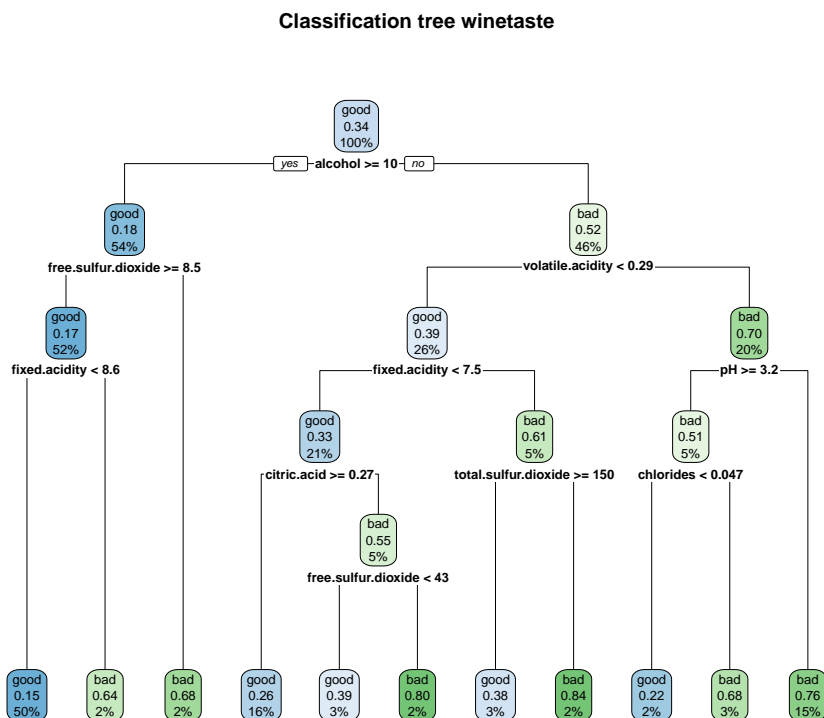 Classification tree winetaste
good
0.34
100%
yes alcohol >= 10 no
good
0.18
54%
free.sulfur.dioxide >= 8.5
bad
0.52
46%
volatile.acidity < 0.29
good
0.17
52%
fixed.acidity < 8.6
good
0.39
26%
fixed.acidity < 7.5
bad
0.70
20%
pH >= 3.2
good
0.33
21%
citric.acid >= 0.27
bad
0.61
5%
total.sulfur.dioxide >= 150
bad
0.51
5%
chlorides < 0.047
bad
0.55
5%
free.sulfur.dioxide < 43
good
0.15
50%
bad
0.64
2%
bad
0.68
2%
good
0.26
16%
good
0.39
3%
bad
0.80
2%
good
0.38
3%
bad
0.84
2%
good
0.22
2%
bad
0.68
3%
bad
0.76
15%